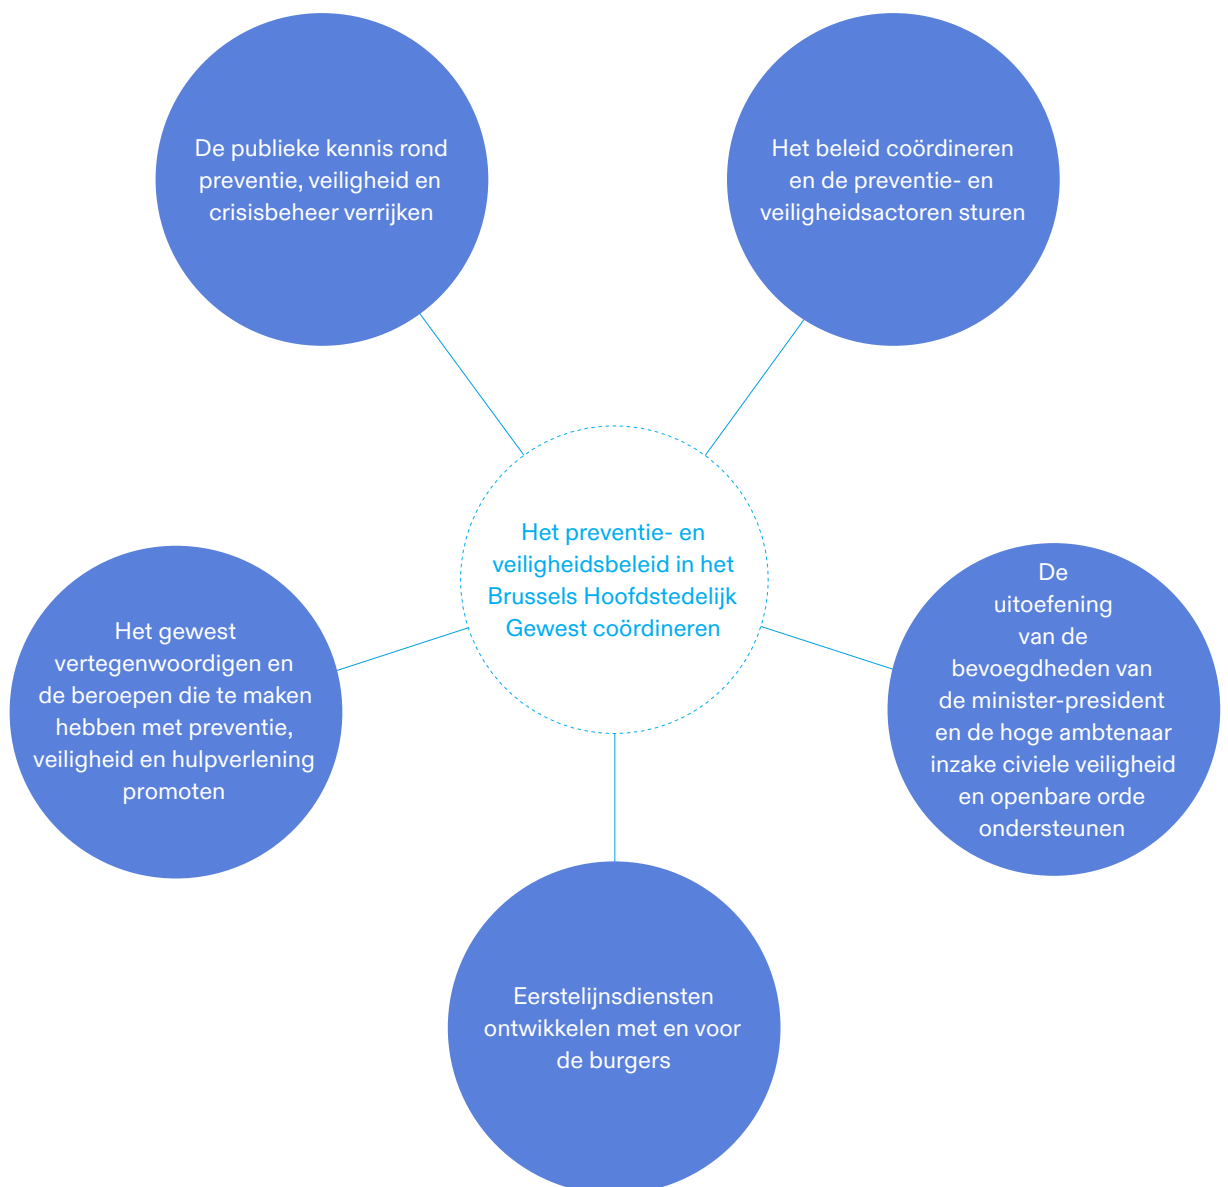 De publieke kennis rond
preventie, veiligheid en
crisisbeheer verrijken
Het beleid coördineren
en de preventie- en
veiligheidsactoren sturen
Het preventie- en
veiligheidsbeleid in het
Brussels Hoofdstedelijk
Gewest coördineren
Het gewest
vertegenwoordigen en
de beroepen die te maken
hebben met preventie,
veiligheid en hulpverlening
promoten
De
uitoefening
van de
bevoegdheden van
de minister-president
en de hoge ambtenaar
inzake civiele veiligheid
en openbare orde
ondersteunen
Eerstelijnsdiensten
ontwikkelen met en voor
de burgers